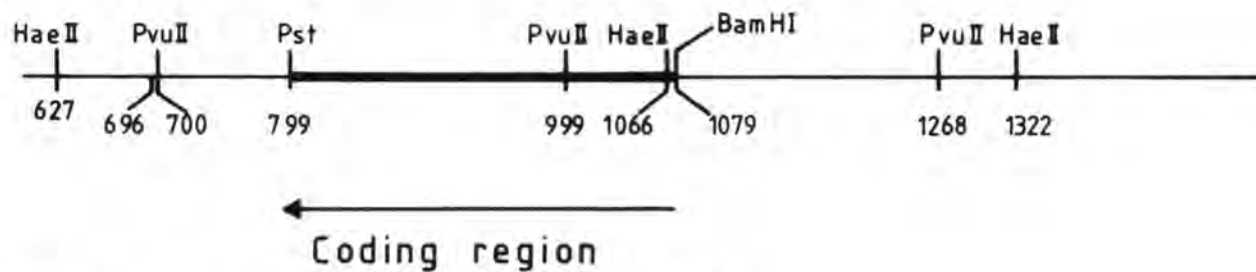 HaeII PvuII Pst PvuII HaeII BamHI PvuII HaeII
627 696 700 799 999 1066 1079 1268 1322
Coding region